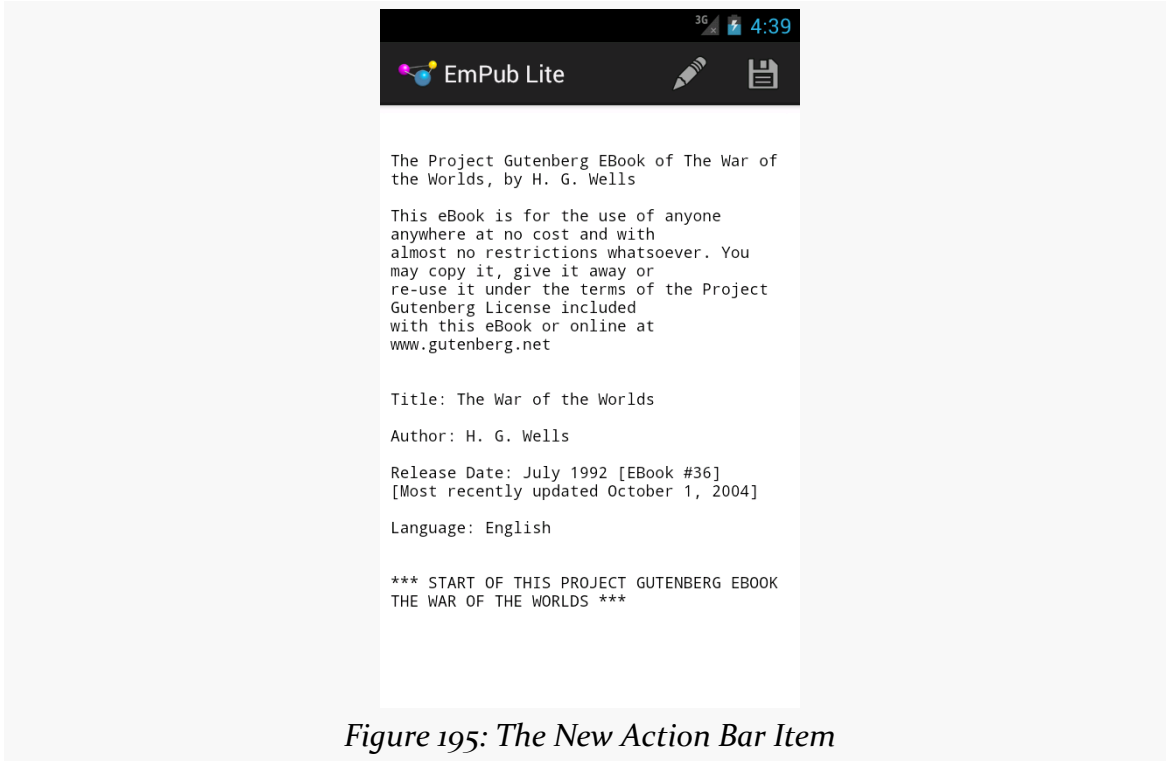 3G
4:39
EmPub Lite
The Project Gutenberg EBook of The War of
the Worlds, by H. G. Wells
This eBook is for the use of anyone
anywhere at no cost and with
almost no restrictions whatsoever. You
may copy it, give it away or
re-use it under the terms of the Project
Gutenberg License included
with this eBook or online at
www.gutenberg.net
Title: The War of the Worlds
Author: H. G. Wells
Release Date: July 1992 [EBook #36]
[Most recently updated October 1, 2004]
Language: English
*** START OF THIS PROJECT GUTENBERG EBOOK
THE WAR OF THE WORLDS ***
Figure 195: The New Action Bar Item